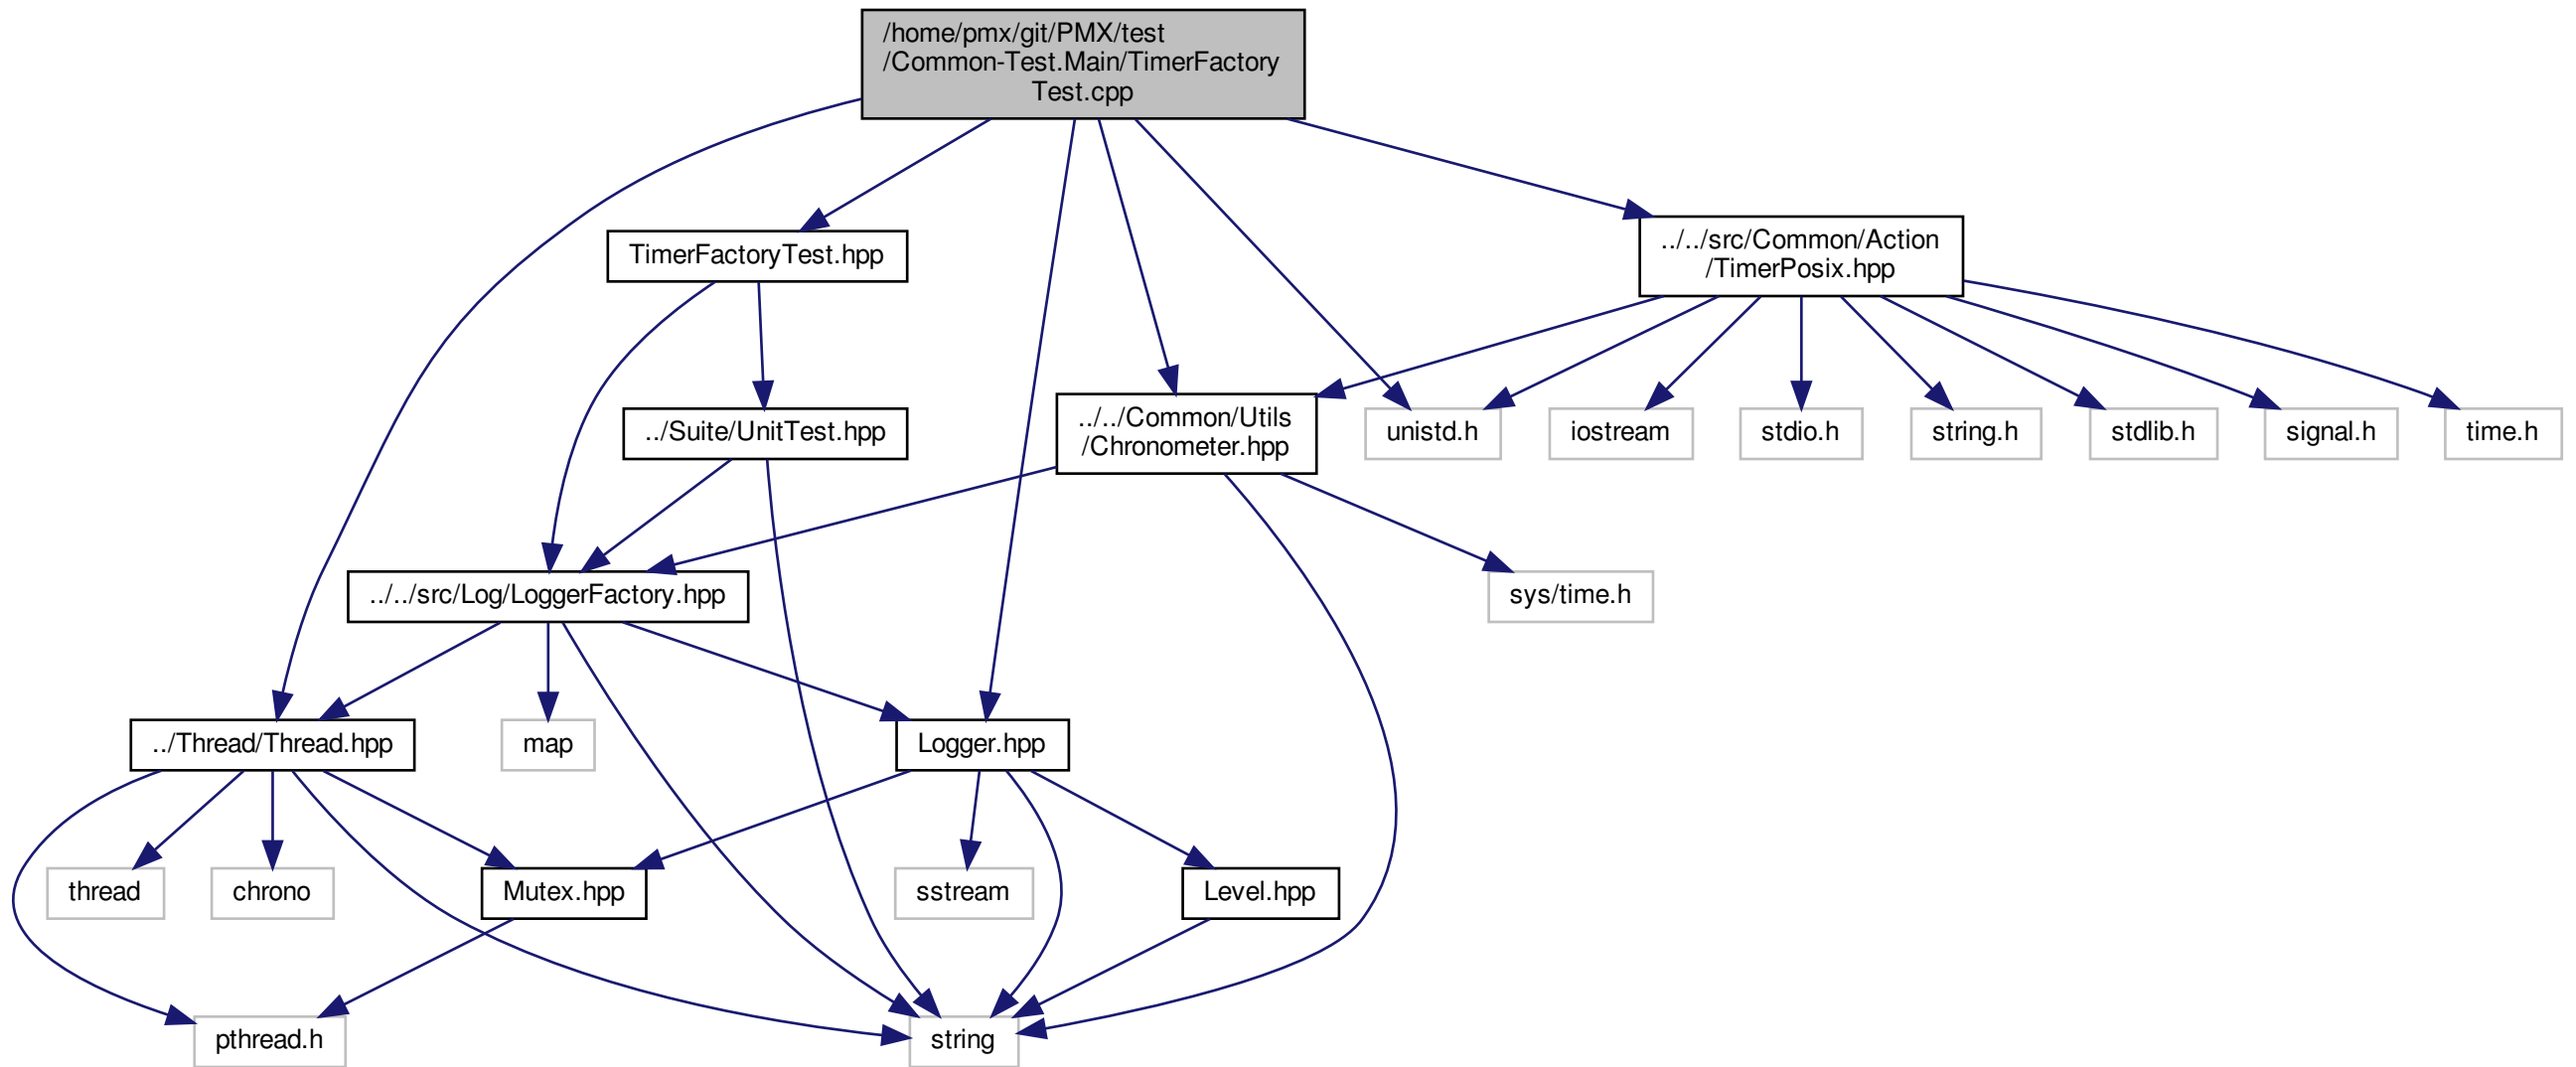 /home/pmx/git/PMX/test
/Common-Test.Main/TimerFactory
Test.cpp
../../src/Common/Action
/TimerPosix.hpp
TimerFactoryTest.hpp
../Suite/UnitTest.hpp
../../Common/Utils
/Chronometer.hpp
unistd.h
iostream
stdio.h
string.h
stdlib.h
signal.h
time.h
../../src/Log/LoggerFactory.hpp
sys/time.h
../Thread/Thread.hpp
map
Logger.hpp
thread
chrono
Mutex.hpp
sstream
Level.hpp
pthread.h
string